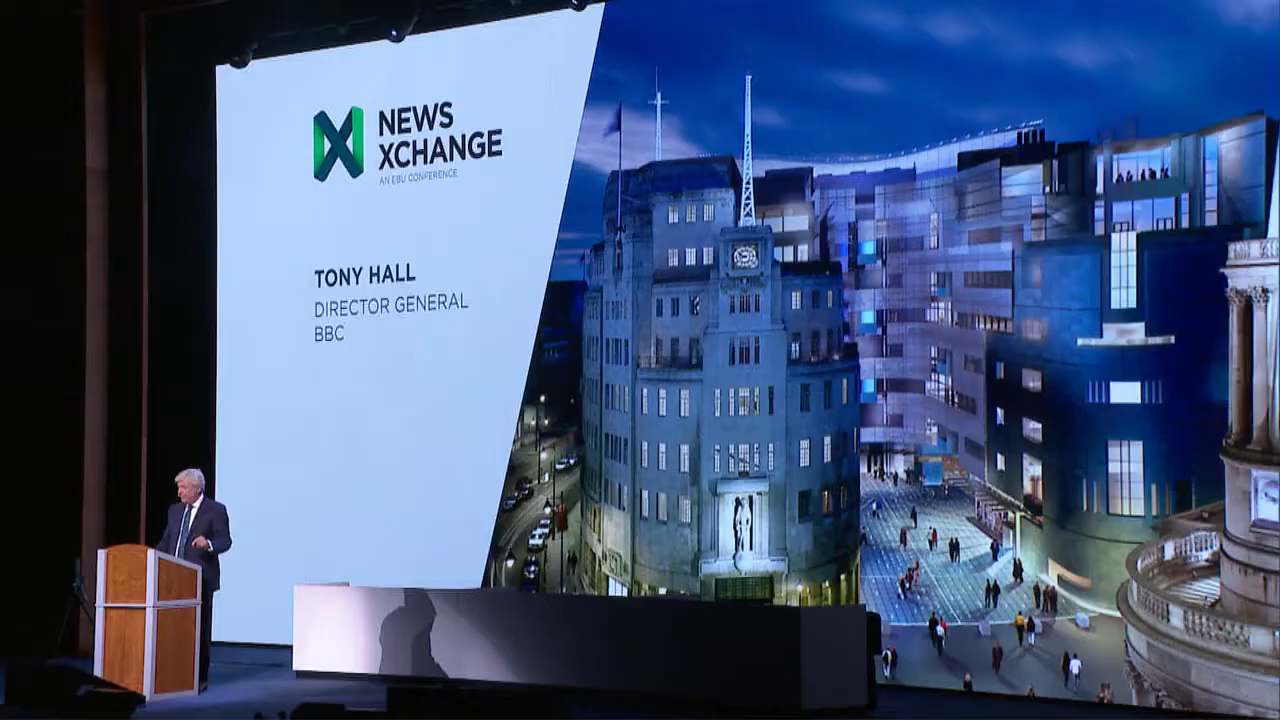 NEWS
XCHANGE
AN EBU CONFERENCE
TONY HALL
DIRECTOR GENERAL
BBC